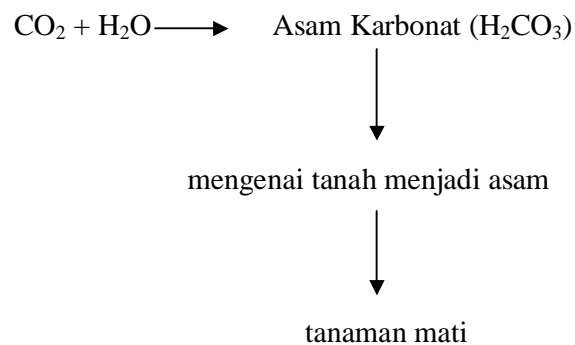 CO₂ + H₂O → Asam Karbonat (H₂CO₃)
mengenai tanah menjadi asam
tanaman mati